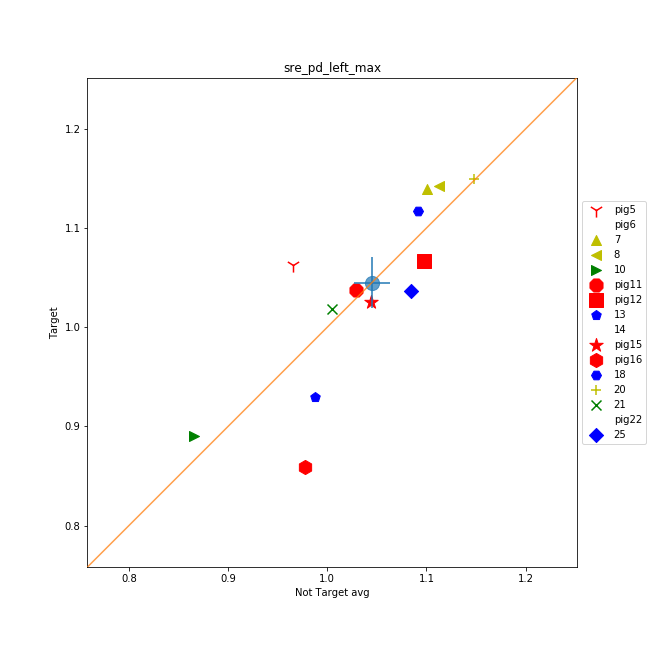 sre_pd_left_max
1.2
1.1
1.0
0.9
0.8
Target
0.8 0.9 1.0 1.1 1.2
Not Target avg
pig5
pig6
7
8
10
pig11
pig12
13
14
pig15
pig16
18
20
21
pig22
25